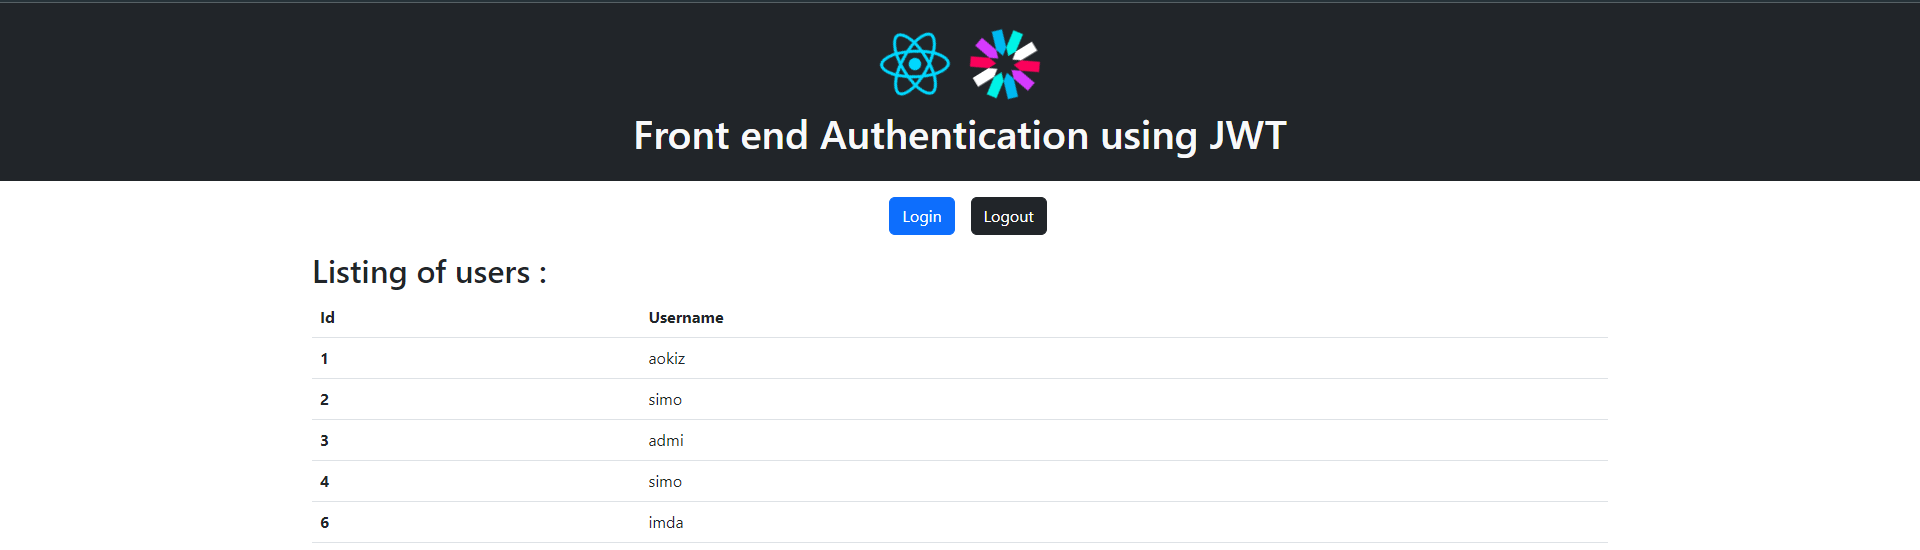 Front end Authentication using JWT
Login Logout
Listing of users :
Id Username
1 aokiz
2 simo
3 admi
4 simo
6 imda